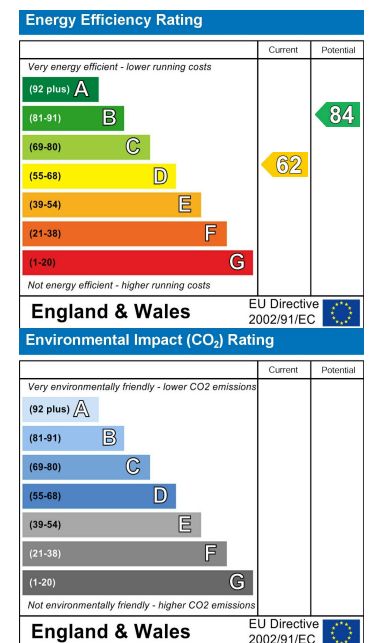 Energy Efficiency Rating
Current Potential
Very energy efficient - lower running costs
(92 plus) A
(81-91) B
84
(69-80) C
62
(55-68) D
(39-54) E
(21-38) F
(1-20) G
Not energy efficient - higher running costs
England & Wales
EU Directive
2002/91/EC
Environmental Impact (CO₂) Rating
Current Potential
Very environmentally friendly - lower CO2 emissions
(92 plus) A
(81-91) B
(69-80) C
(55-68) D
(39-54) E
(21-38) F
(1-20) G
Not environmentally friendly - higher CO2 emissions
England & Wales
EU Directive
2002/91/EC